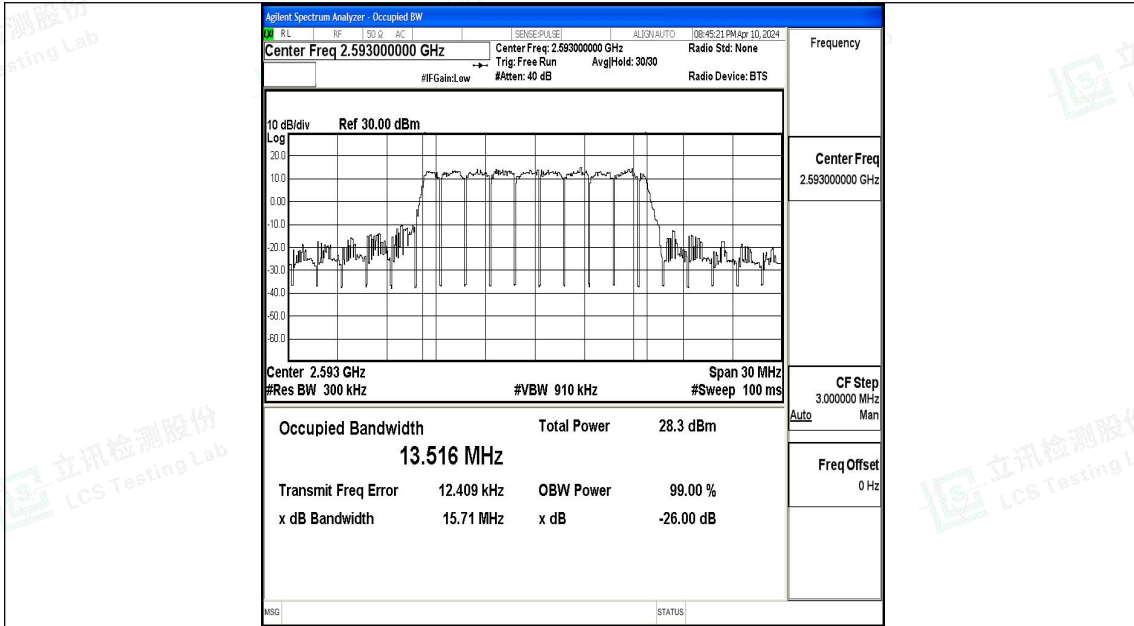 Agilent Spectrum Analyzer - Occupied BW
LXI RL RF 50 Ω AC SENSE:PULSE ALIGN AUTO 08:45:21 PM Apr 10, 2024
Center Freq 2.593000000 GHz
Center Freq: 2.593000000 GHz
Radio Std: None
Trig: Free Run Avg|Hold: 30/30
#IFGain:Low
#Atten: 40 dB
Radio Device: BTS
10 dB/div Ref 30.00 dBm
Log
20.0
10.0
0.00
-10.0
-20.0
-30.0
-40.0
-50.0
-60.0
Center 2.593 GHz Span 30 MHz
#Res BW 300 kHz #VBW 910 kHz #Sweep 100 ms
Occupied Bandwidth Total Power 28.3 dBm
13.516 MHz
Transmit Freq Error 12.409 kHz OBW Power 99.00 %
x dB Bandwidth 15.71 MHz x dB -26.00 dB
MSG STATUS
Frequency
Center Freq
2.593000000 GHz
CF Step
3.000000 MHz
Auto Man
Freq Offset
0 Hz
立讯检测股份
LCS Testing Lab
立讯检测股份
LCS Testing Lab